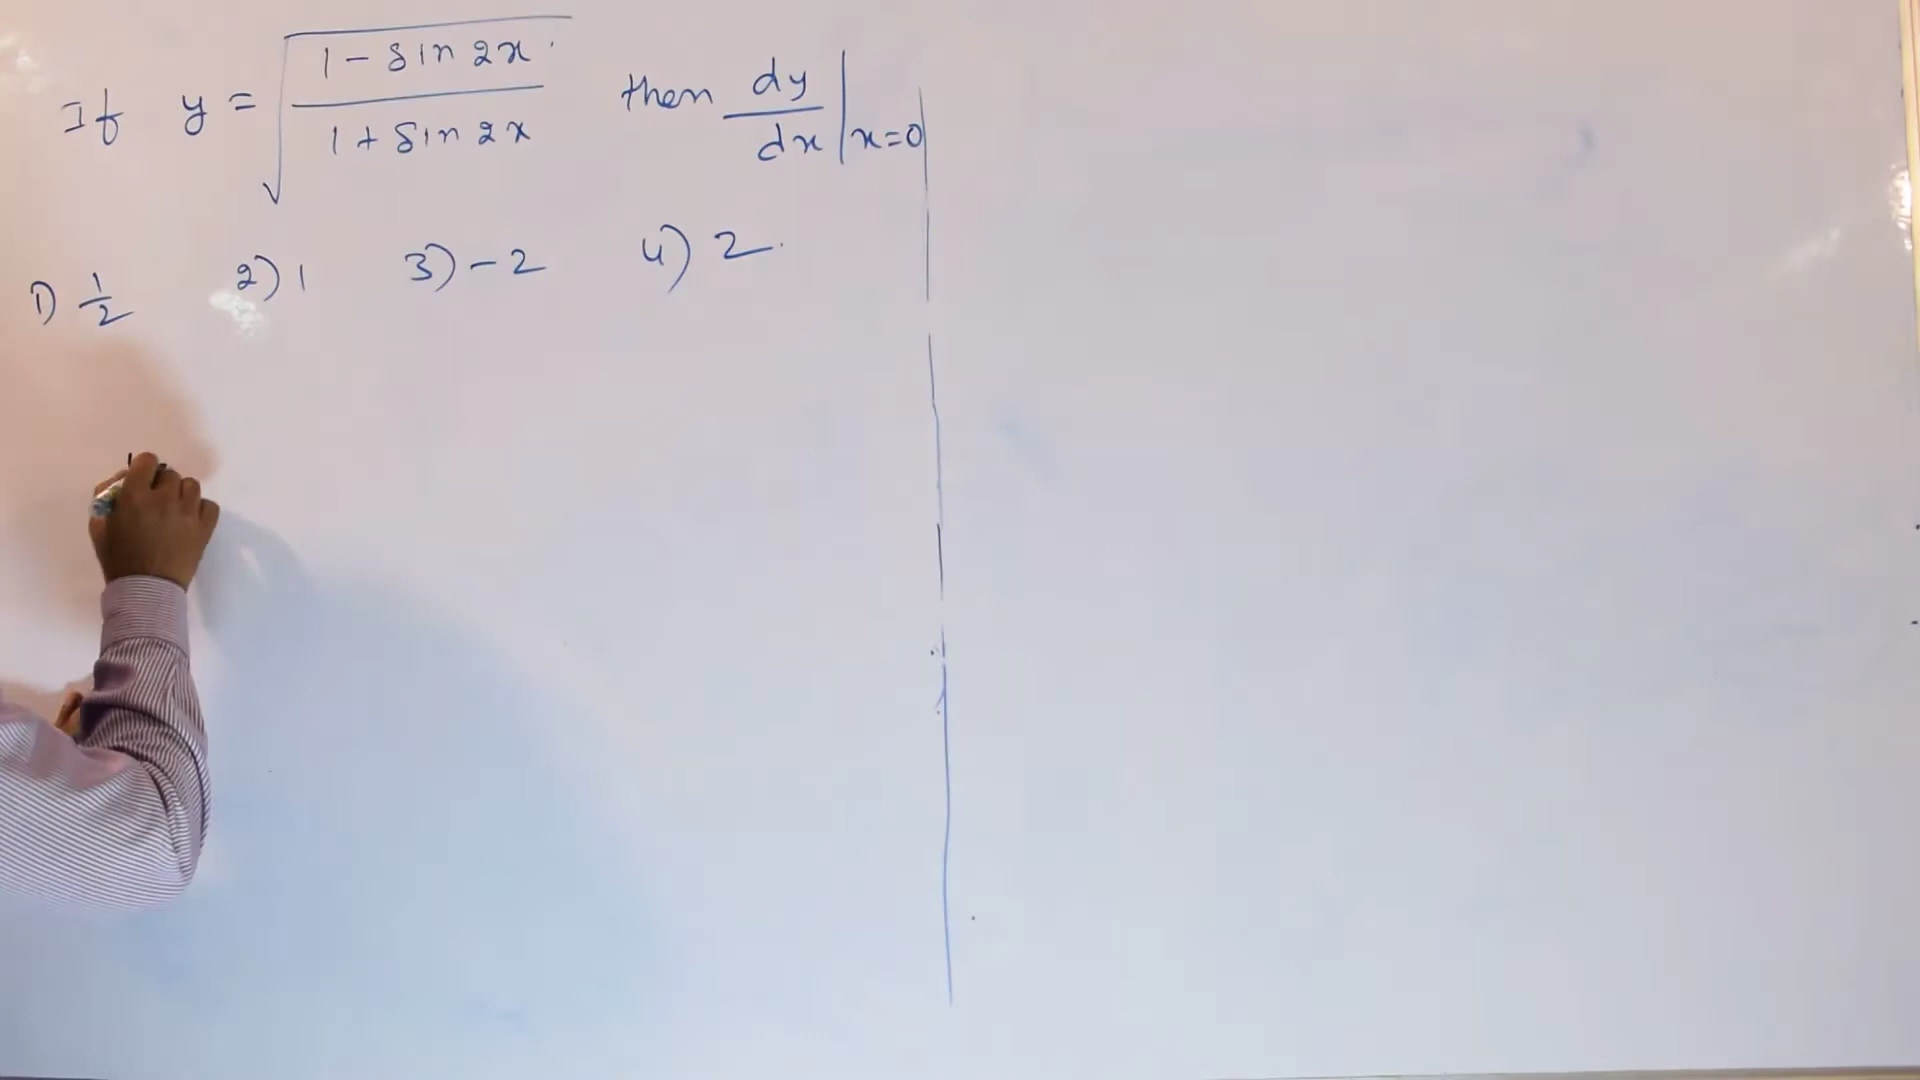 If y = √((1 - sin 2x)/(1 + sin 2x)) then dy/dx |x=0
1) 1/2 2) 1 3) -2 4) 2.